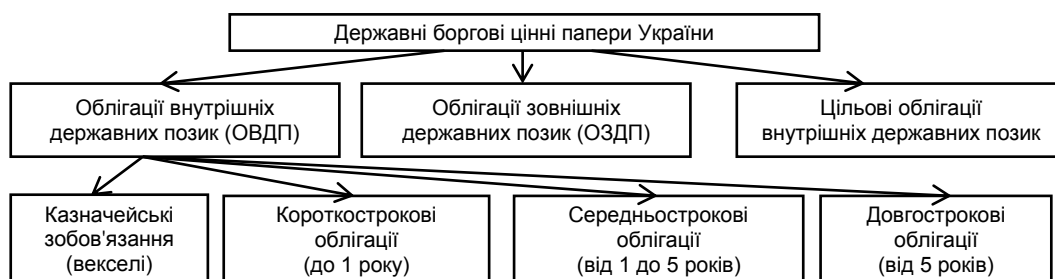 Державні боргові цінні папери України
Облігації внутрішніх
державних позик (ОВДП)
Облігації зовнішніх
державних позик (ОЗДП)
Цільові облігації
внутрішніх державних позик
Казначейські
зобов'язання
(векселі)
Короткострокові
облігації
(до 1 року)
Середньострокові
облігації
(від 1 до 5 років)
Довгострокові
облігації
(від 5 років)